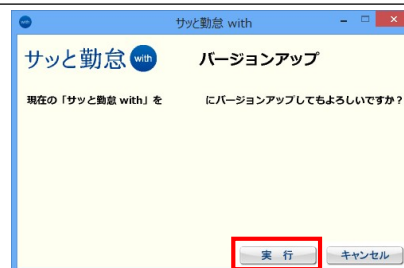 サッと勤怠 with
サッと勤怠 with バージョンアップ
現在の「サッと勤怠 with」を にバージョンアップしてもよろしいですか？
実 行 キャンセル